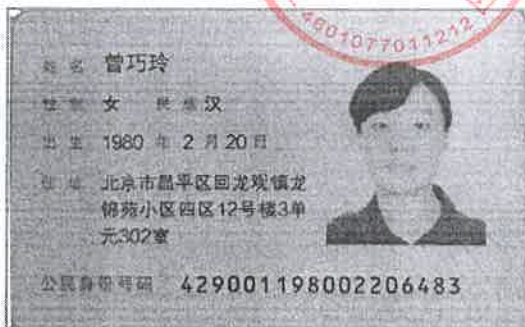 4601077011212
姓名 曾巧玲
性别 女 民族 汉
出生 1980 年 2 月 20 日
住址 北京市昌平区回龙观镇龙
锦苑小区四区12号楼3单
元302室
公民身份号码 429001198002206483